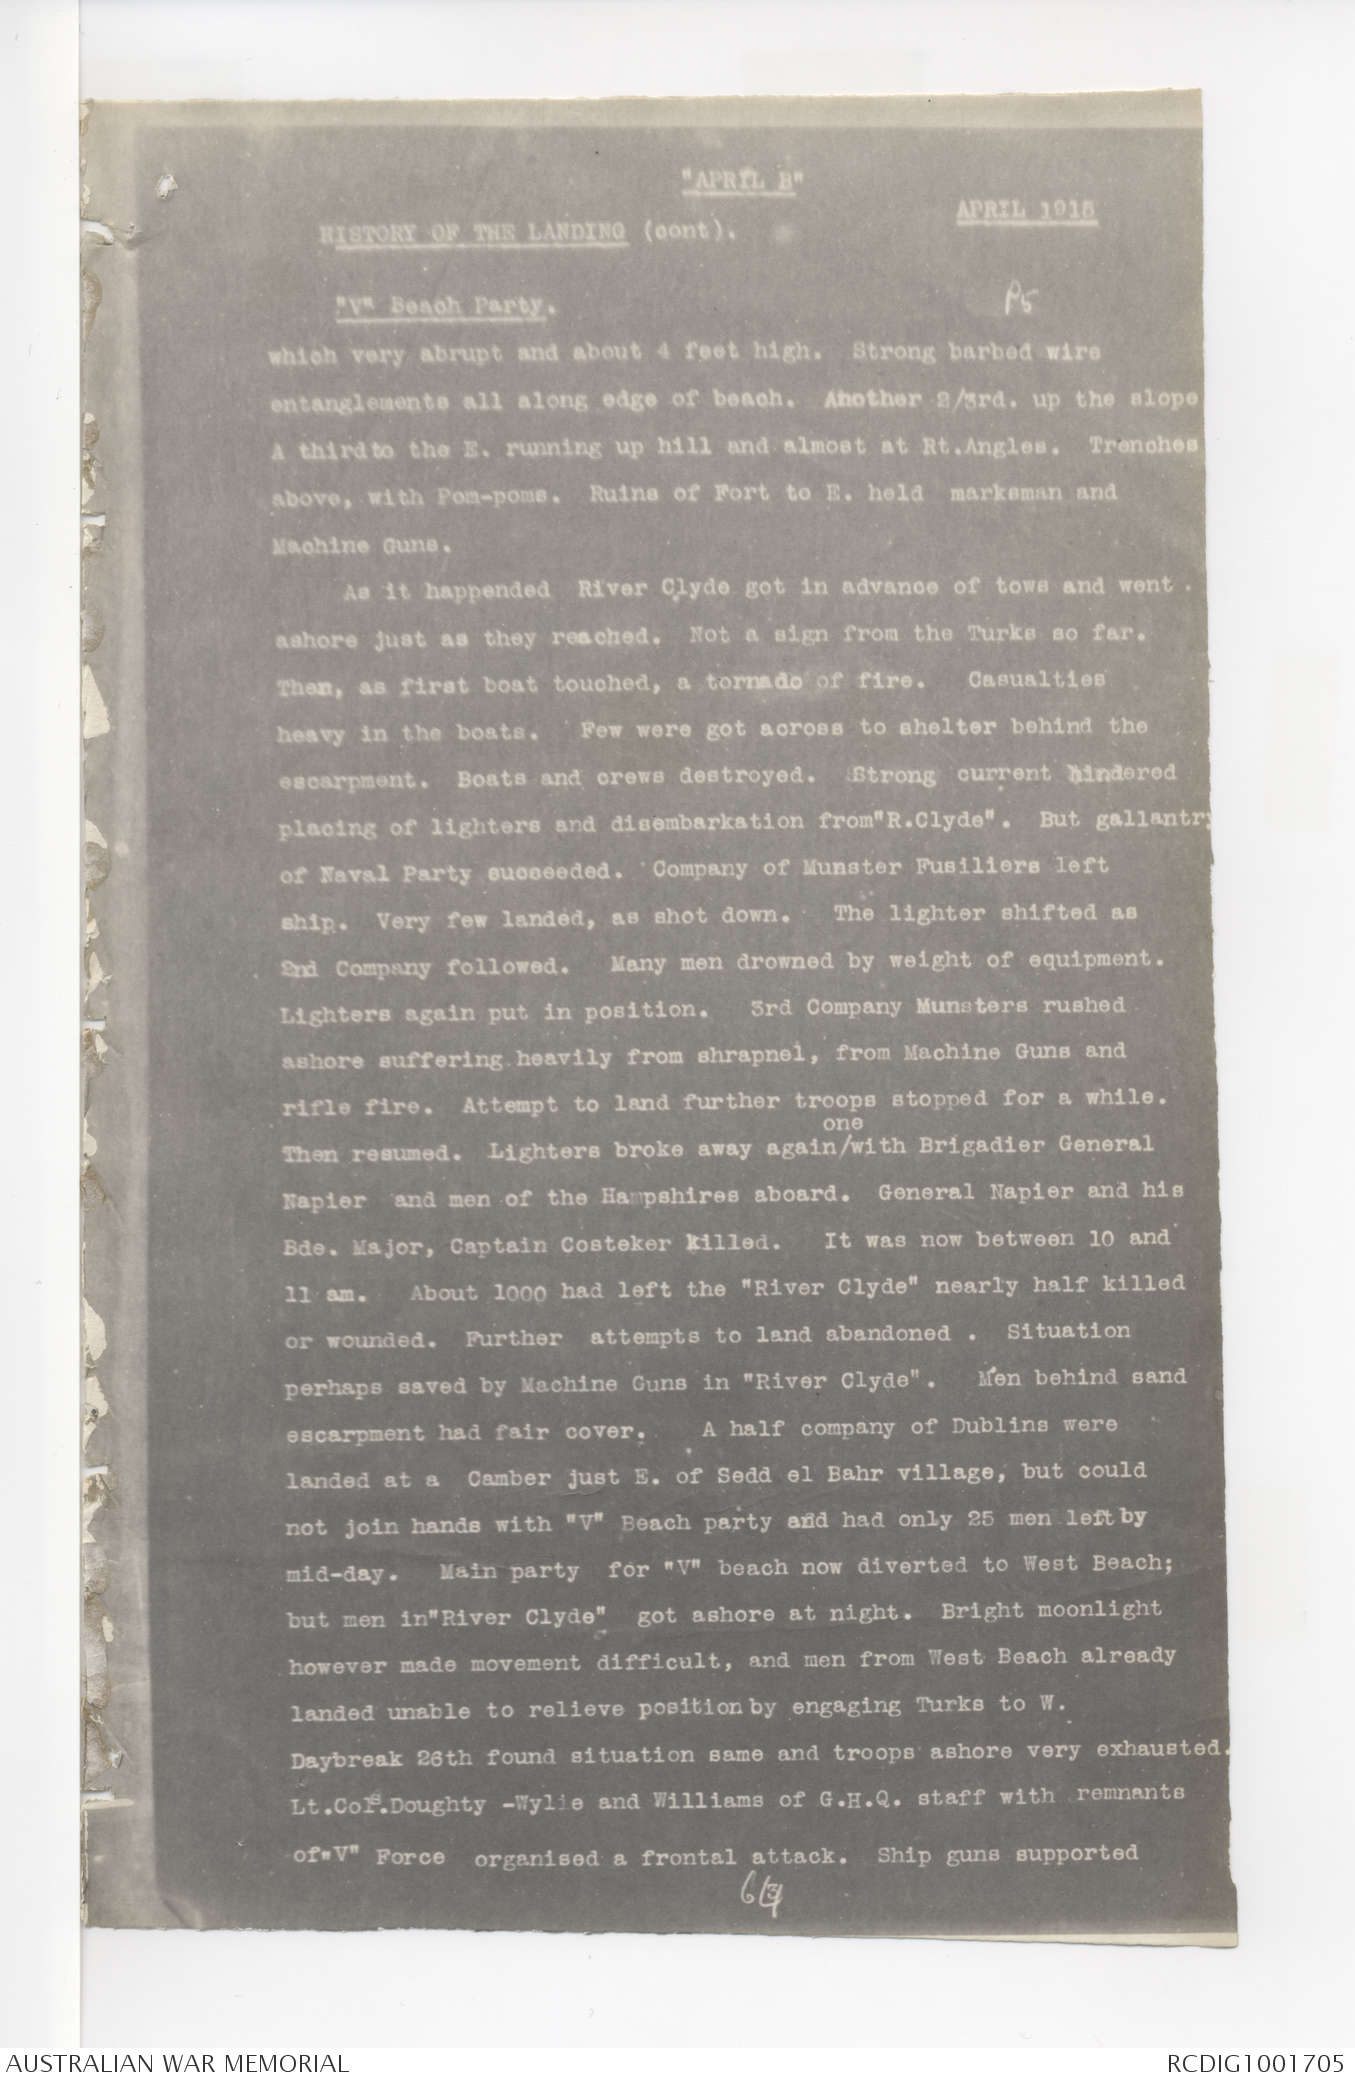 "APRIL B"
APRIL 1915
HISTORY OF THE LANDING (cont).
"V" Beach Party.
P5
which very abrupt and about 4 feet high. Strong barbed wire
entanglements all along edge of beach. Another 2/3rd. up the slope
A third to the E. running up hill and almost at Rt.Angles. Trenches
above, with Pom-poms. Ruins of Fort to E. held marksman and
Machine Guns.
As it happended River Clyde got in advance of tows and went
ashore just as they reached. Not a sign from the Turks so far.
Then, as first boat touched, a tornado of fire. Casualties
heavy in the boats. Few were got across to shelter behind the
escarpment. Boats and crews destroyed. Strong current hindered
placing of lighters and disembarkation from"R.Clyde". But gallantry
of Naval Party succeeded. Company of Munster Fusiliers left
ship. Very few landed, as shot down. The lighter shifted as
2nd Company followed. Many men drowned by weight of equipment.
Lighters again put in position. 3rd Company Munsters rushed
ashore suffering heavily from shrapnel, from Machine Guns and
rifle fire. Attempt to land further troops stopped for a while.
one
Then resumed. Lighters broke away again/with Brigadier General
Napier and men of the Hampshires aboard. General Napier and his
Bde. Major, Captain Costeker killed. It was now between 10 and
11 am. About 1000 had left the "River Clyde" nearly half killed
or wounded. Further attempts to land abandoned . Situation
perhaps saved by Machine Guns in "River Clyde". Men behind sand
escarpment had fair cover. A half company of Dublins were
landed at a Camber just E. of Sedd el Bahr village, but could
not join hands with "V" Beach party and had only 25 men left by
mid-day. Main party for "V" beach now diverted to West Beach;
but men in"River Clyde" got ashore at night. Bright moonlight
however made movement difficult, and men from West Beach already
landed unable to relieve position by engaging Turks to W.
Daybreak 26th found situation same and troops ashore very exhausted.
Lt.Cols.Doughty -Wylie and Williams of G.H.Q. staff with remnants
of"V" Force organised a frontal attack. Ship guns supported
AUSTRALIAN WAR MEMORIAL
RCDIG1001705